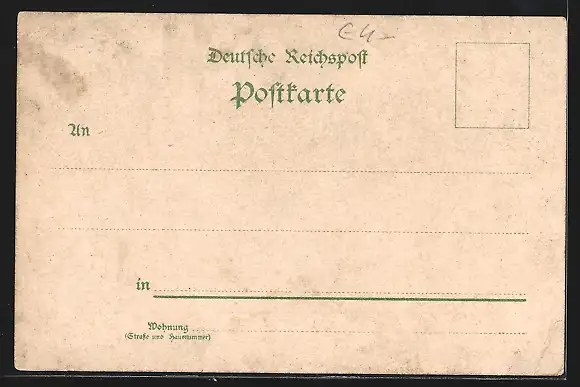 Deutsche Reichspost
Postkarte
An
in
Wohnung
(Straße und Hausnummer)